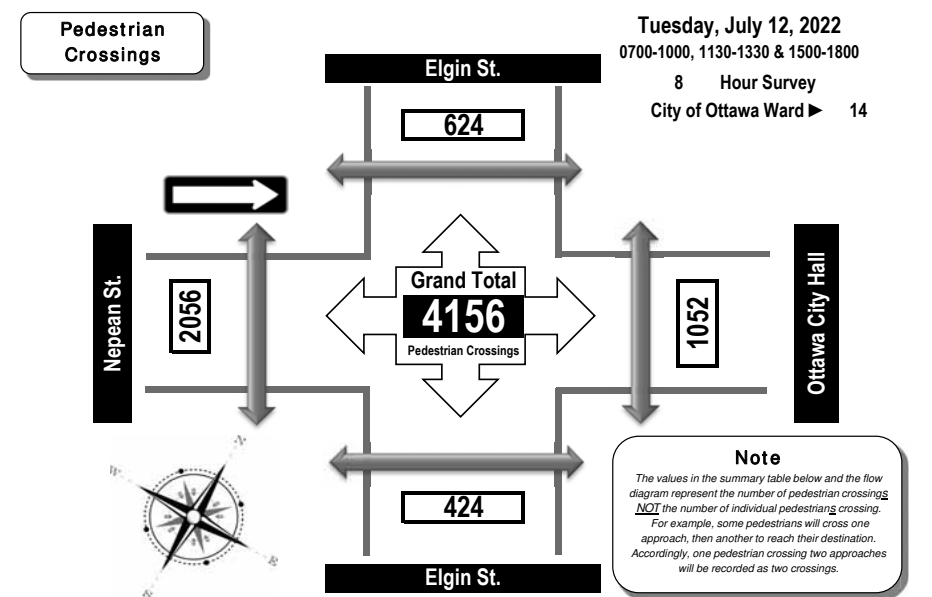 Pedestrian
Crossings
Tuesday, July 12, 2022
0700-1000, 1130-1330 & 1500-1800
8 Hour Survey
City of Ottawa Ward ► 14
Elgin St.
624
Nepean St.
2056
Grand Total
4156
Pedestrian Crossings
1052
Ottawa City Hall
424
Elgin St.
N
W
E
S
Note
The values in the summary table below and the flow
diagram represent the number of pedestrian crossings
NOT the number of individual pedestrians crossing.
For example, some pedestrians will cross one
approach, then another to reach their destination.
Accordingly, one pedestrian crossing two approaches
will be recorded as two crossings.